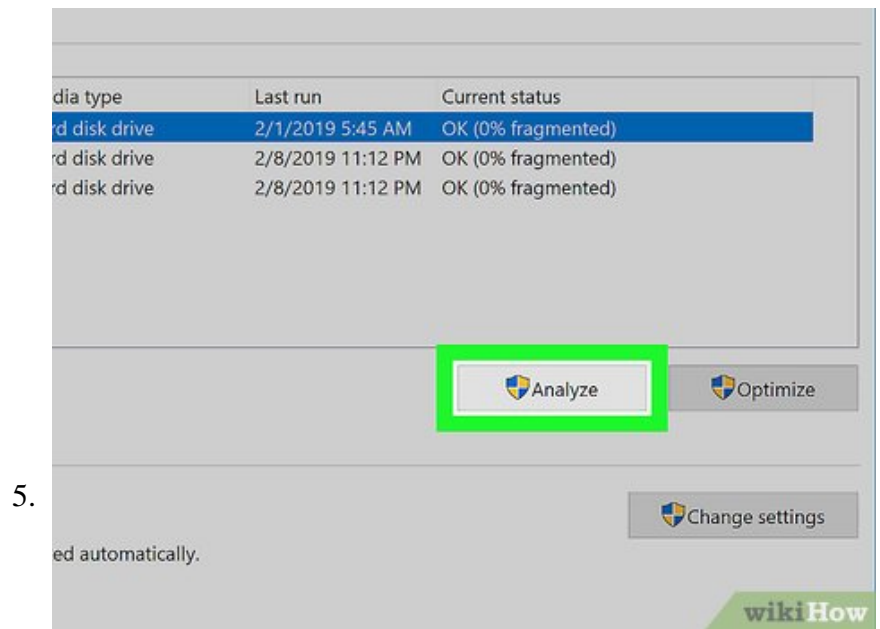 dia type Last run Current status
rd disk drive 2/1/2019 5:45 AM OK (0% fragmented)
rd disk drive 2/8/2019 11:12 PM OK (0% fragmented)
rd disk drive 2/8/2019 11:12 PM OK (0% fragmented)
Analyze Optimize
5.
Change settings
ed automatically.
wikiHow